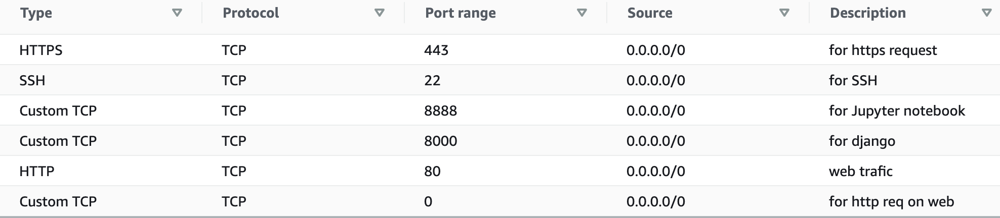 Type Protocol Port range Source Description
HTTPS TCP 443 0.0.0.0/0 for https request
SSH TCP 22 0.0.0.0/0 for SSH
Custom TCP TCP 8888 0.0.0.0/0 for Jupyter notebook
Custom TCP TCP 8000 0.0.0.0/0 for django
HTTP TCP 80 0.0.0.0/0 web trafic
Custom TCP TCP 0 0.0.0.0/0 for http req on web